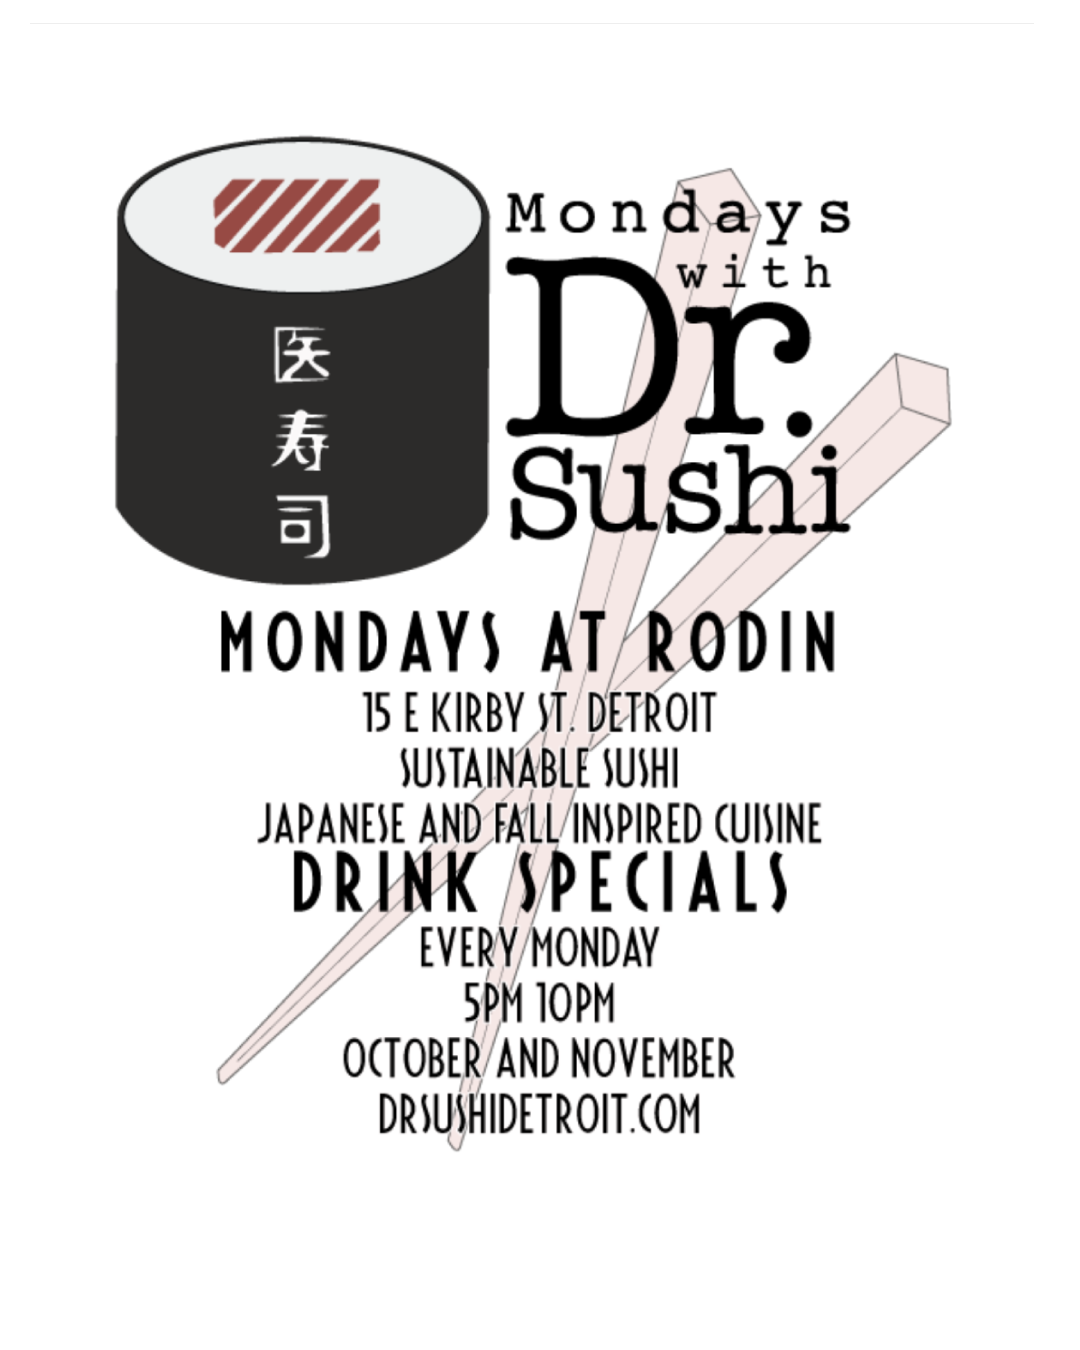 医
寿
司
Mondays
with
Dr.
Sushi
MONDAYS AT RODIN
15 E KIRBY ST. DETROIT
SUSTAINABLE SUSHI
JAPANESE AND FALL INSPIRED CUISINE
DRINK SPECIALS
EVERY MONDAY
5PM 10PM
OCTOBER AND NOVEMBER
DRSUSHIDETROIT.COM